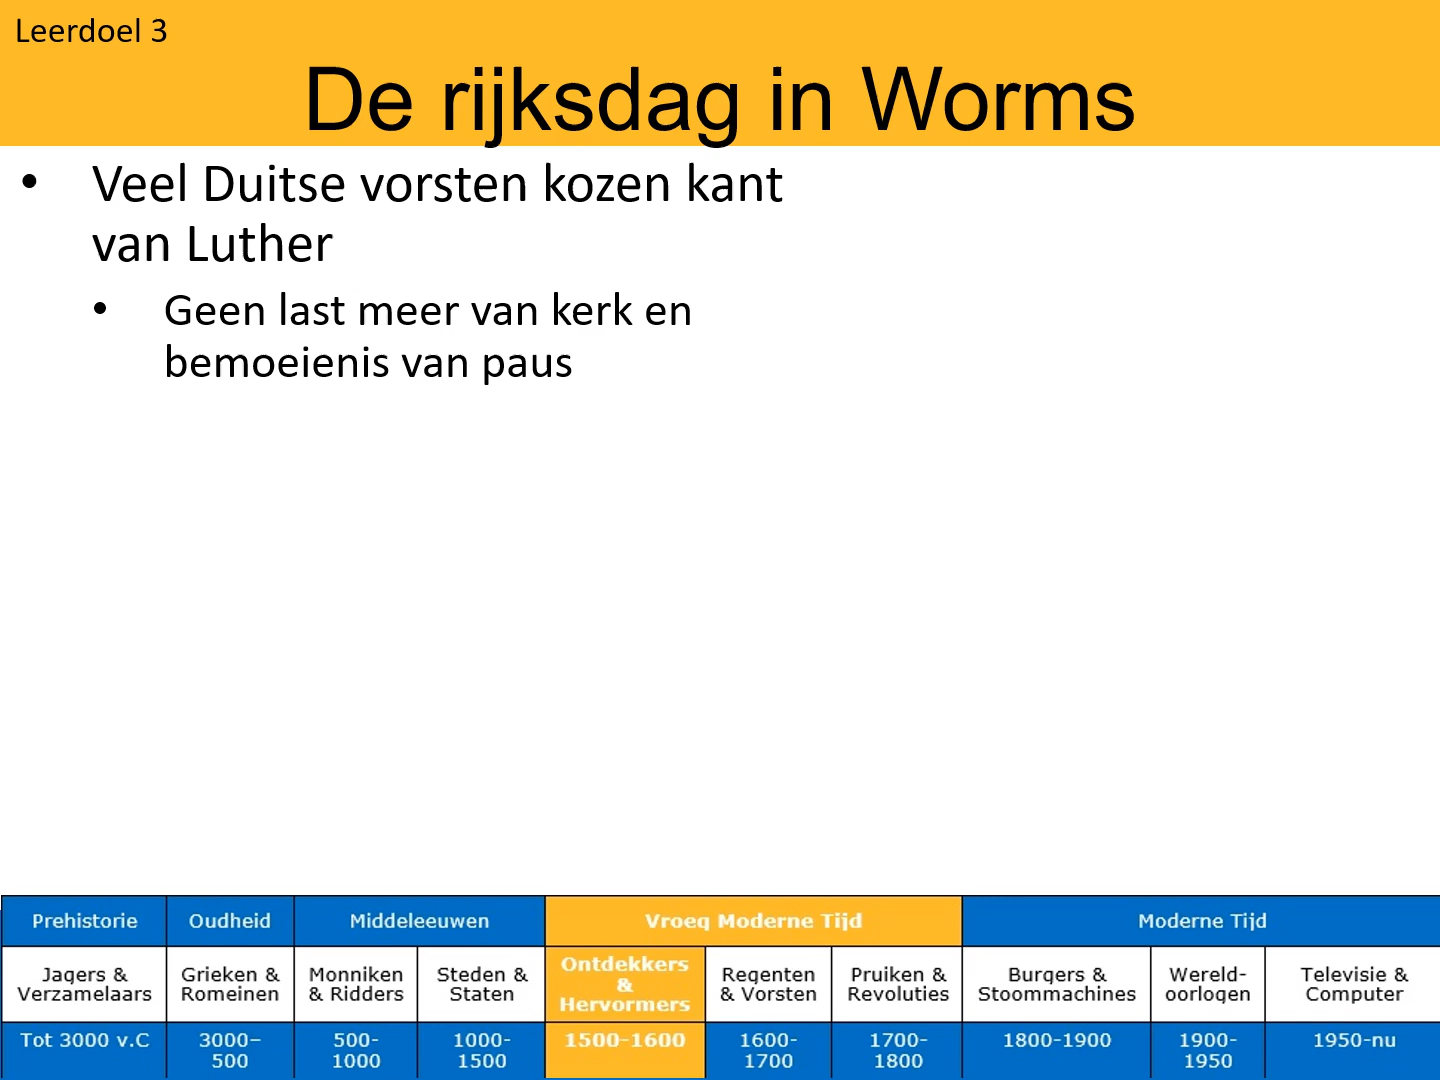 Leerdoel 3
De rijksdag in Worms
• Veel Duitse vorsten kozen kant
van Luther
• Geen last meer van kerk en
bemoeienis van paus
Prehistorie Oudheid Middeleeuwen Vroeg Moderne Tijd Moderne Tijd
Jagers &
Verzamelaars
Grieken &
Romeinen
Monniken
& Ridders
Steden &
Staten
Ontdekkers
&
Hervormers
Regenten
& Vorsten
Pruiken &
Revoluties
Burgers &
Stoommachines
Wereld-
oorlogen
Televisie &
Computer
Tot 3000 v.C
3000–
500
500-
1000
1000-
1500
1500-1600
1600-
1700
1700-
1800
1800-1900
1900-
1950
1950-nu